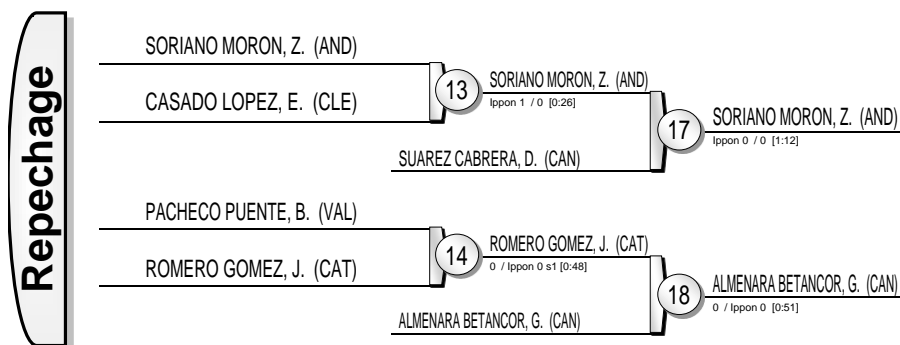 Repechage
SORIANO MORON, Z. (AND)
CASADO LOPEZ, E. (CLE)
13
SORIANO MORON, Z. (AND)
Ippon 1 / 0 [0:26]
SUAREZ CABRERA, D. (CAN)
17
SORIANO MORON, Z. (AND)
Ippon 0 / 0 [1:12]
PACHECO PUENTE, B. (VAL)
ROMERO GOMEZ, J. (CAT)
14
ROMERO GOMEZ, J. (CAT)
0 / Ippon 0 s1 [0:48]
ALMENARA BETANCOR, G. (CAN)
18
ALMENARA BETANCOR, G. (CAN)
0 / Ippon 0 [0:51]